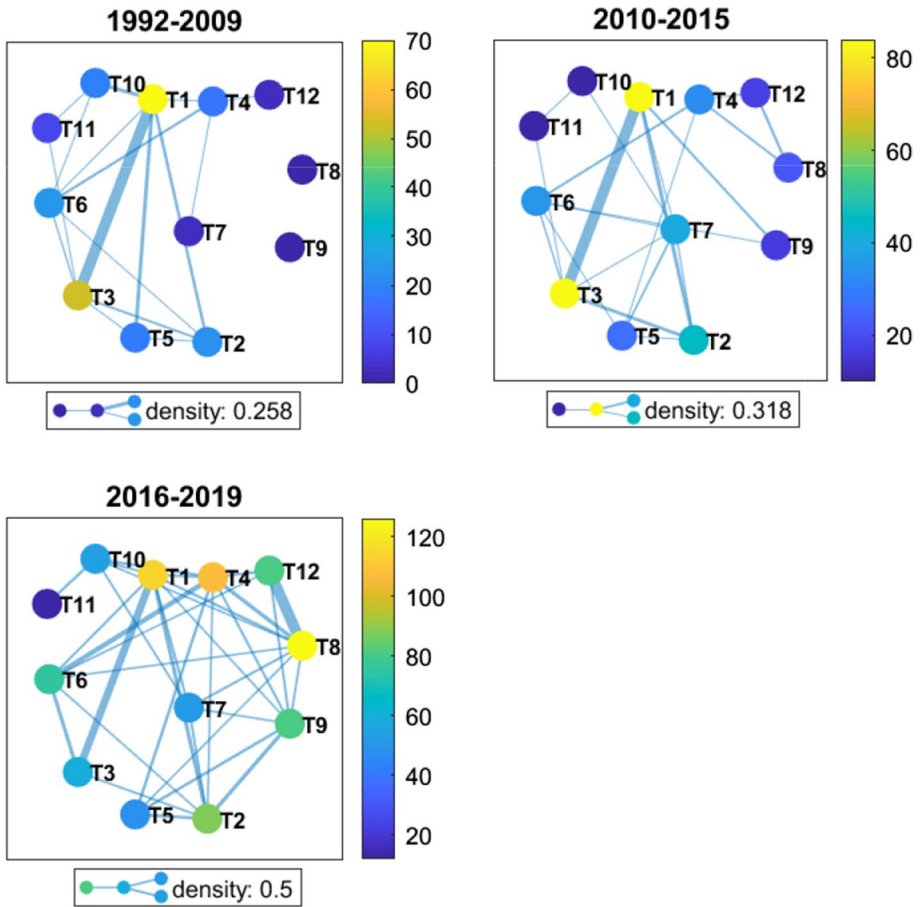 1992-2009
T10
T1
T4
T12
T11
T8
T6
T7
T9
T3
T5
T2
70
60
50
40
30
20
10
0
density: 0.258
2010-2015
T10
T1
T4
T12
T11
T8
T6
T7
T9
T3
T5
T2
80
60
40
20
density: 0.318
2016-2019
T10
T1
T4
T12
T11
T8
T6
T7
T9
T3
T5
T2
120
100
80
60
40
20
density: 0.5